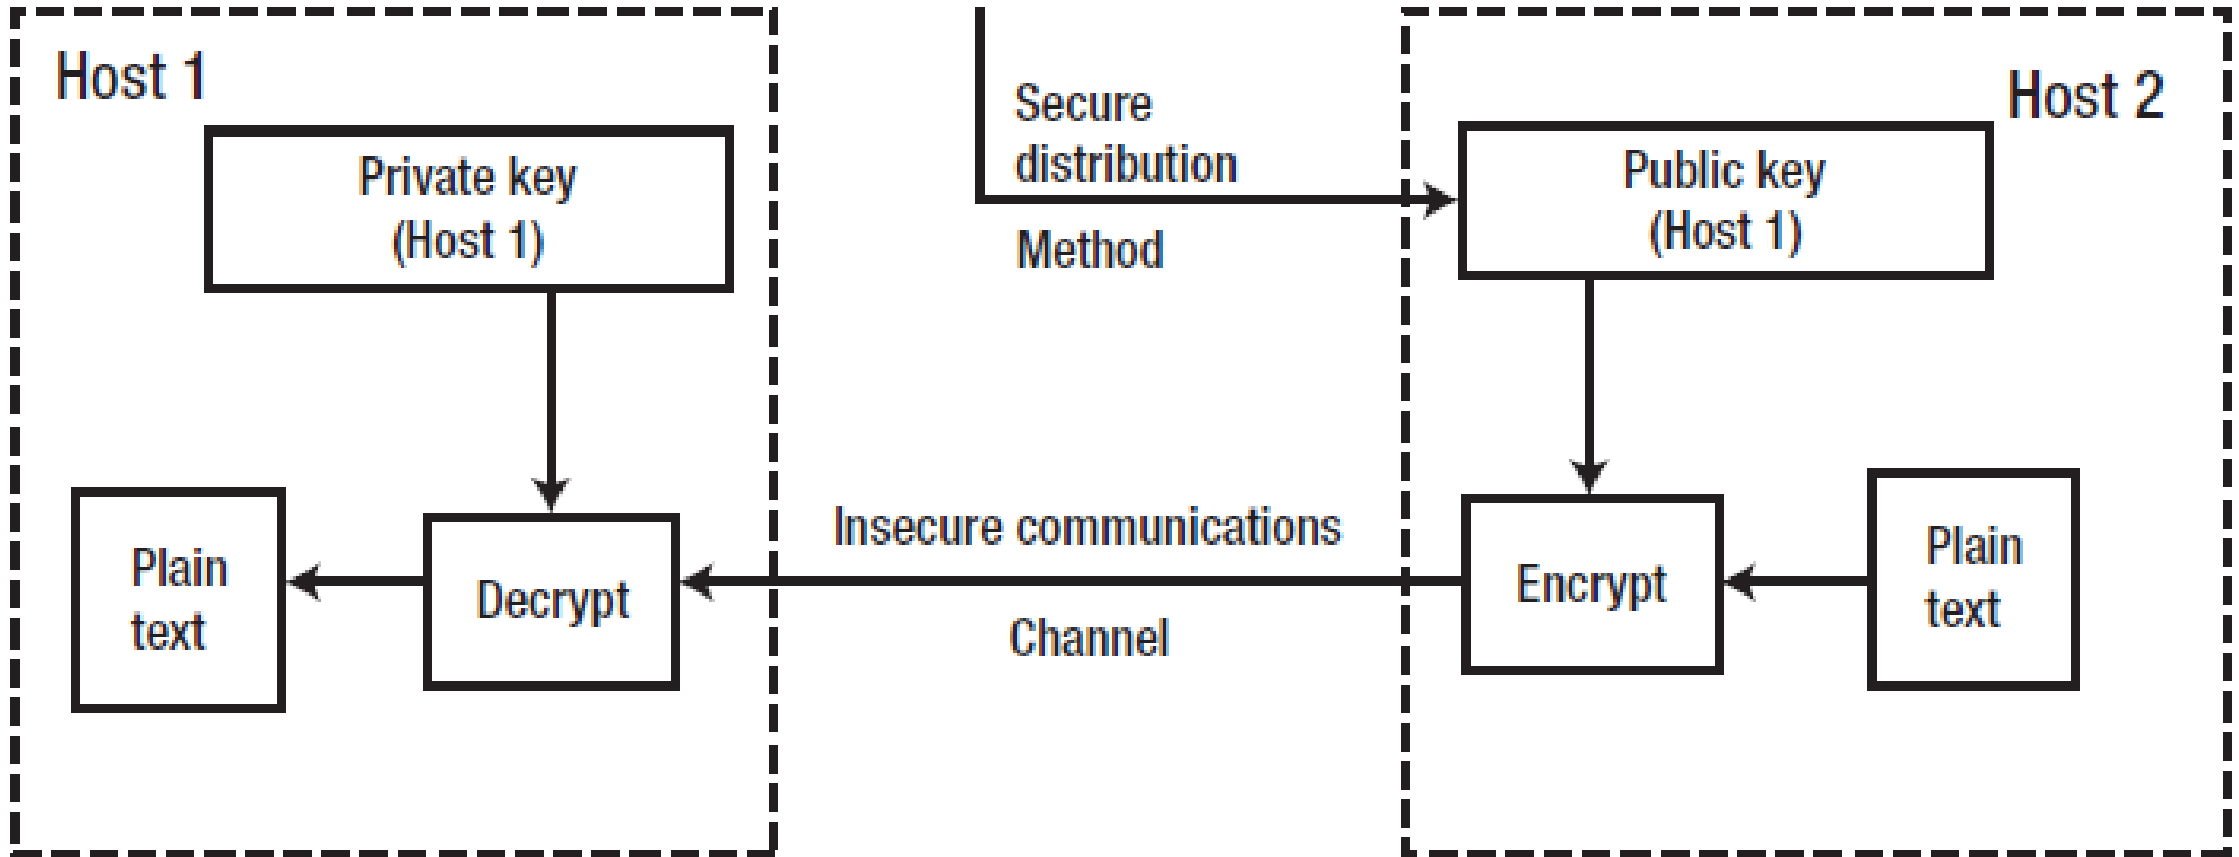 Host 1
Private key
(Host 1)
Secure
distribution
Method
Host 2
Public key
(Host 1)
Plain
text
Decrypt
Insecure communications
Channel
Encrypt
Plain
text